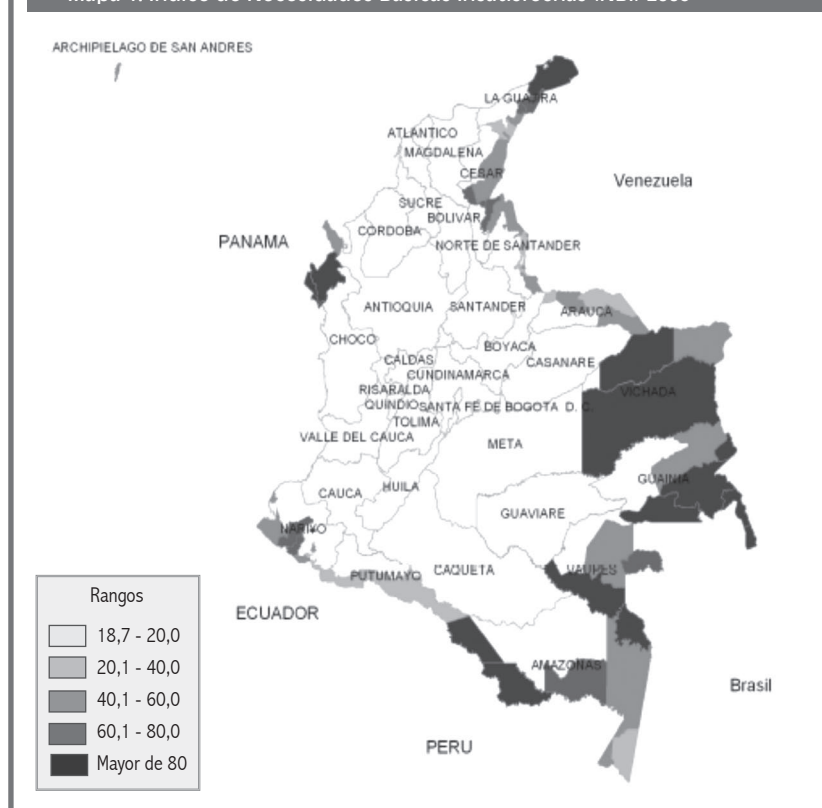 ARCHIPIELAGO DE SAN ANDRES
LA GUAJIRA
ATLANTICO
MAGDALENA
CESAR
Venezuela
SUCRE
BOLIVAR
CORDOBA
PANAMA
NORTE DE SANTANDER
ANTIOQUIA
SANTANDER
ARAUCA
CHOCO
BOYACA
CALDAS
CASANARE
CUNDINAMARCA
RISARALDA
VICHADA
QUINDIO
SANTA FE DE BOGOTA D. C.
TOLIMA
VALLE DEL CAUCA
META
GUAINIA
HUILA
CAUCA
GUAVIARE
NARIÑO
VAUPES
CAQUETA
PUTUMAYO
ECUADOR
AMAZONAS
Brasil
PERU
Rangos
18,7 - 20,0
20,1 - 40,0
40,1 - 60,0
60,1 - 80,0
Mayor de 80